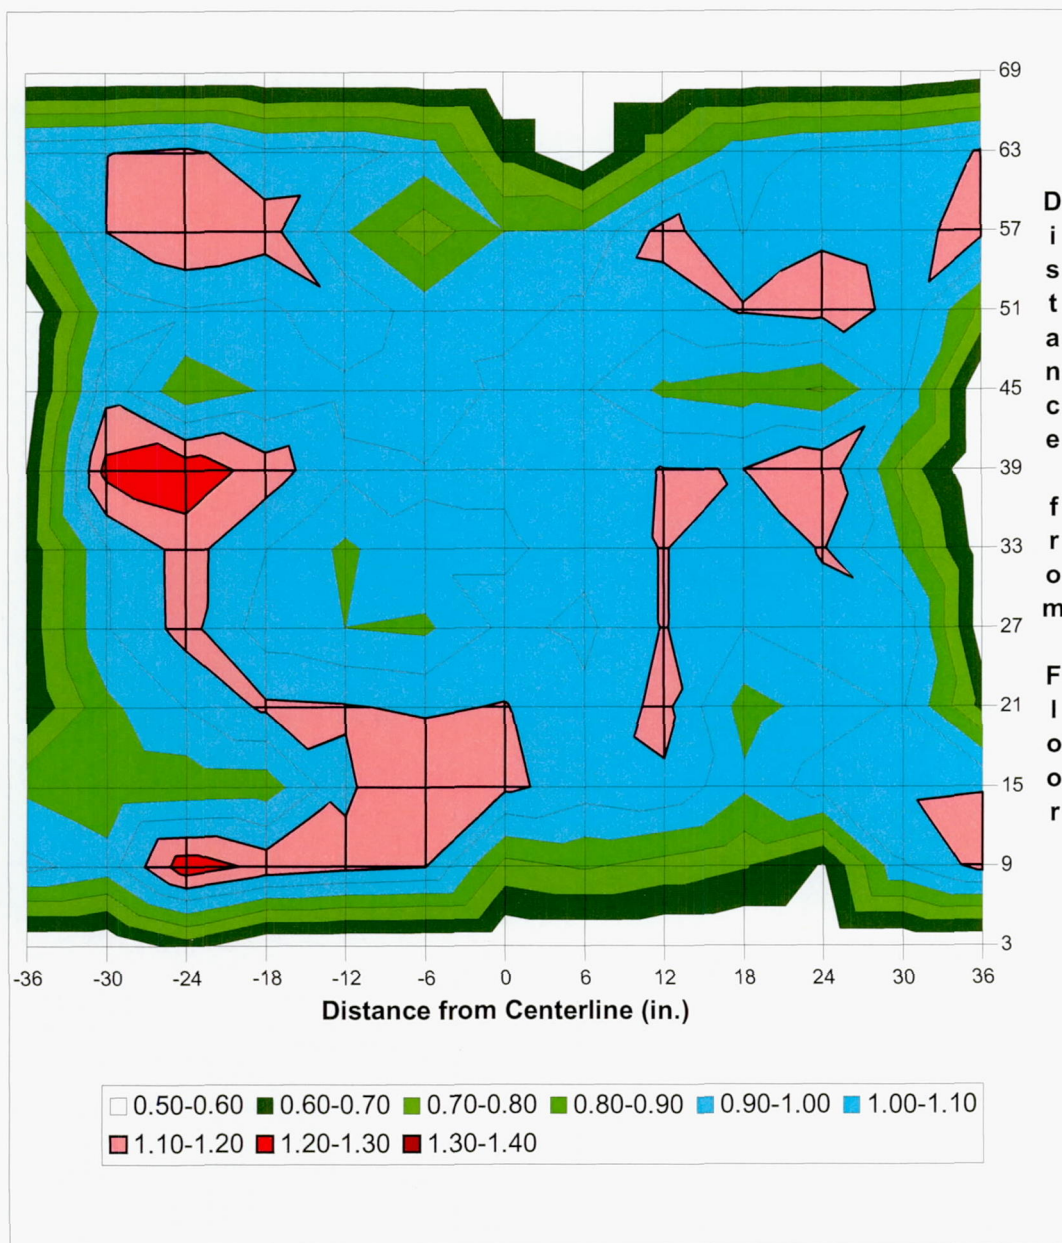 69
63
57
51
45
39
33
27
21
15
9
3
Distance from Floor
-36 -30 -24 -18 -12 -6 0 6 12 18 24 30 36
Distance from Centerline (in.)
0.50-0.60 0.60-0.70 0.70-0.80 0.80-0.90 0.90-1.00 1.00-1.10
1.10-1.20 1.20-1.30 1.30-1.40